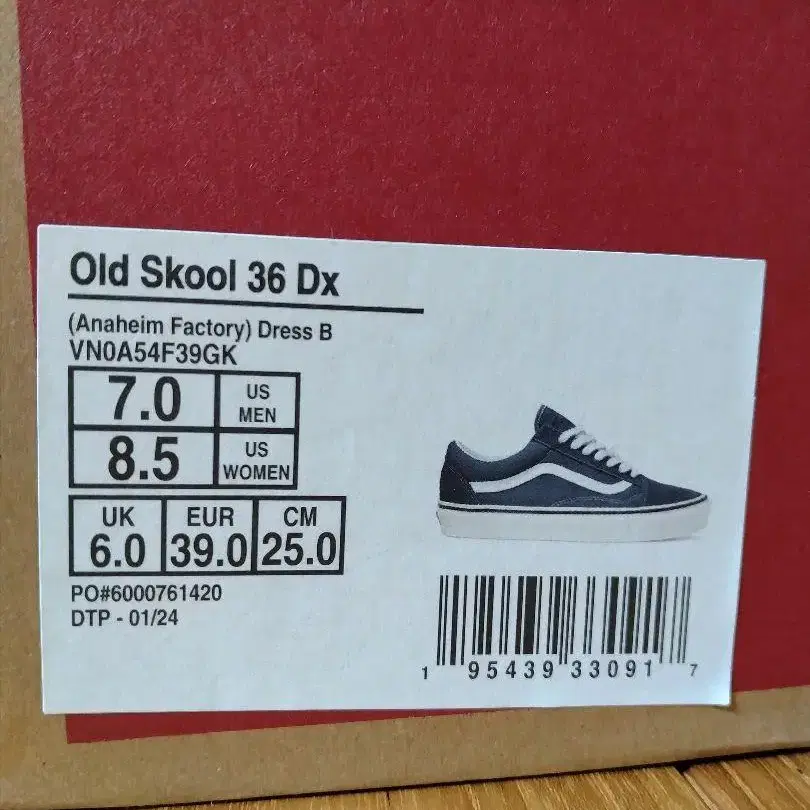 Old Skool 36 Dx
(Anaheim Factory) Dress B
VN0A54F39GK
7.0 US MEN
8.5 US WOMEN
UK EUR CM
6.0 39.0 25.0
PO#6000761420
DTP - 01/24
1 95439 33091 7